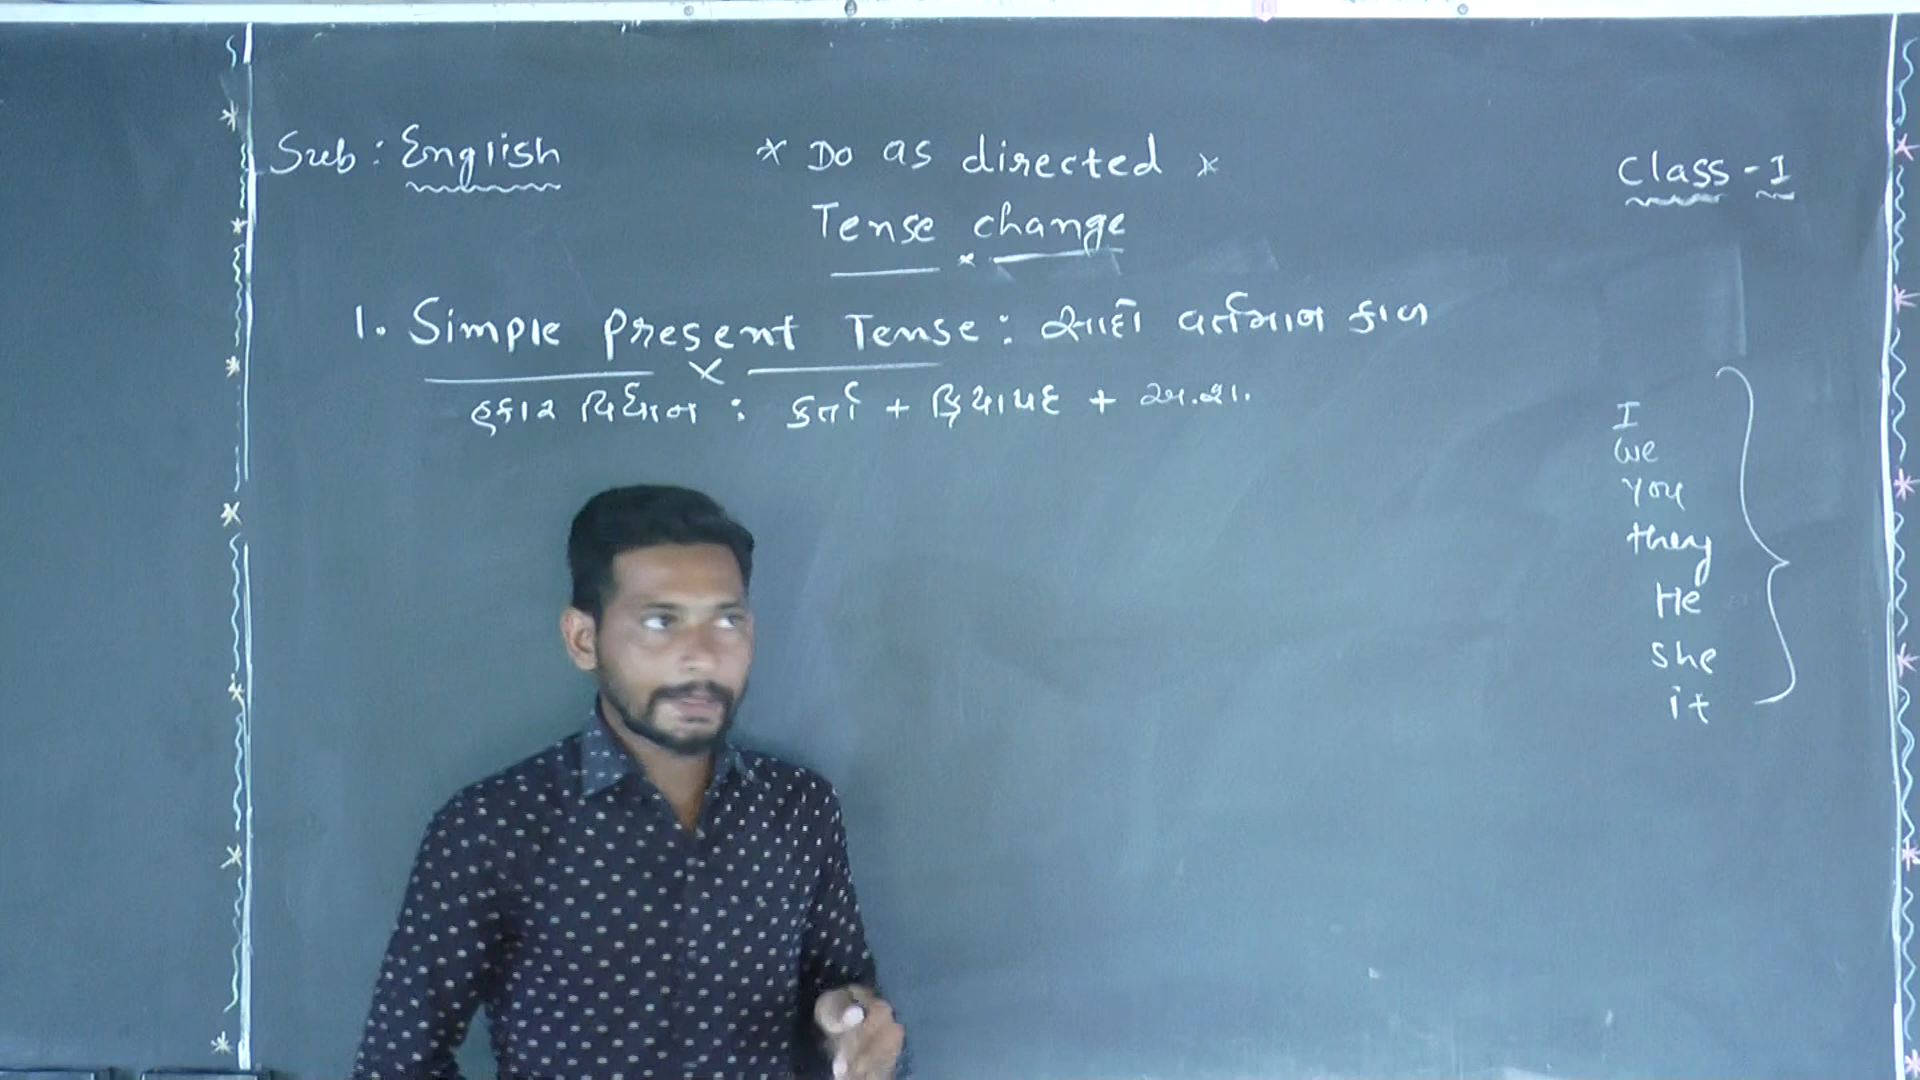 Sub : English
* Do as directed *
Class - I
Tense change
1. Simple Present Tense : સાદો વર્તમાન કાળ
હકાર વિધાન : કર્તા + ક્રિયાપદ + અ.શ.
I
we
you
they
He
she
it